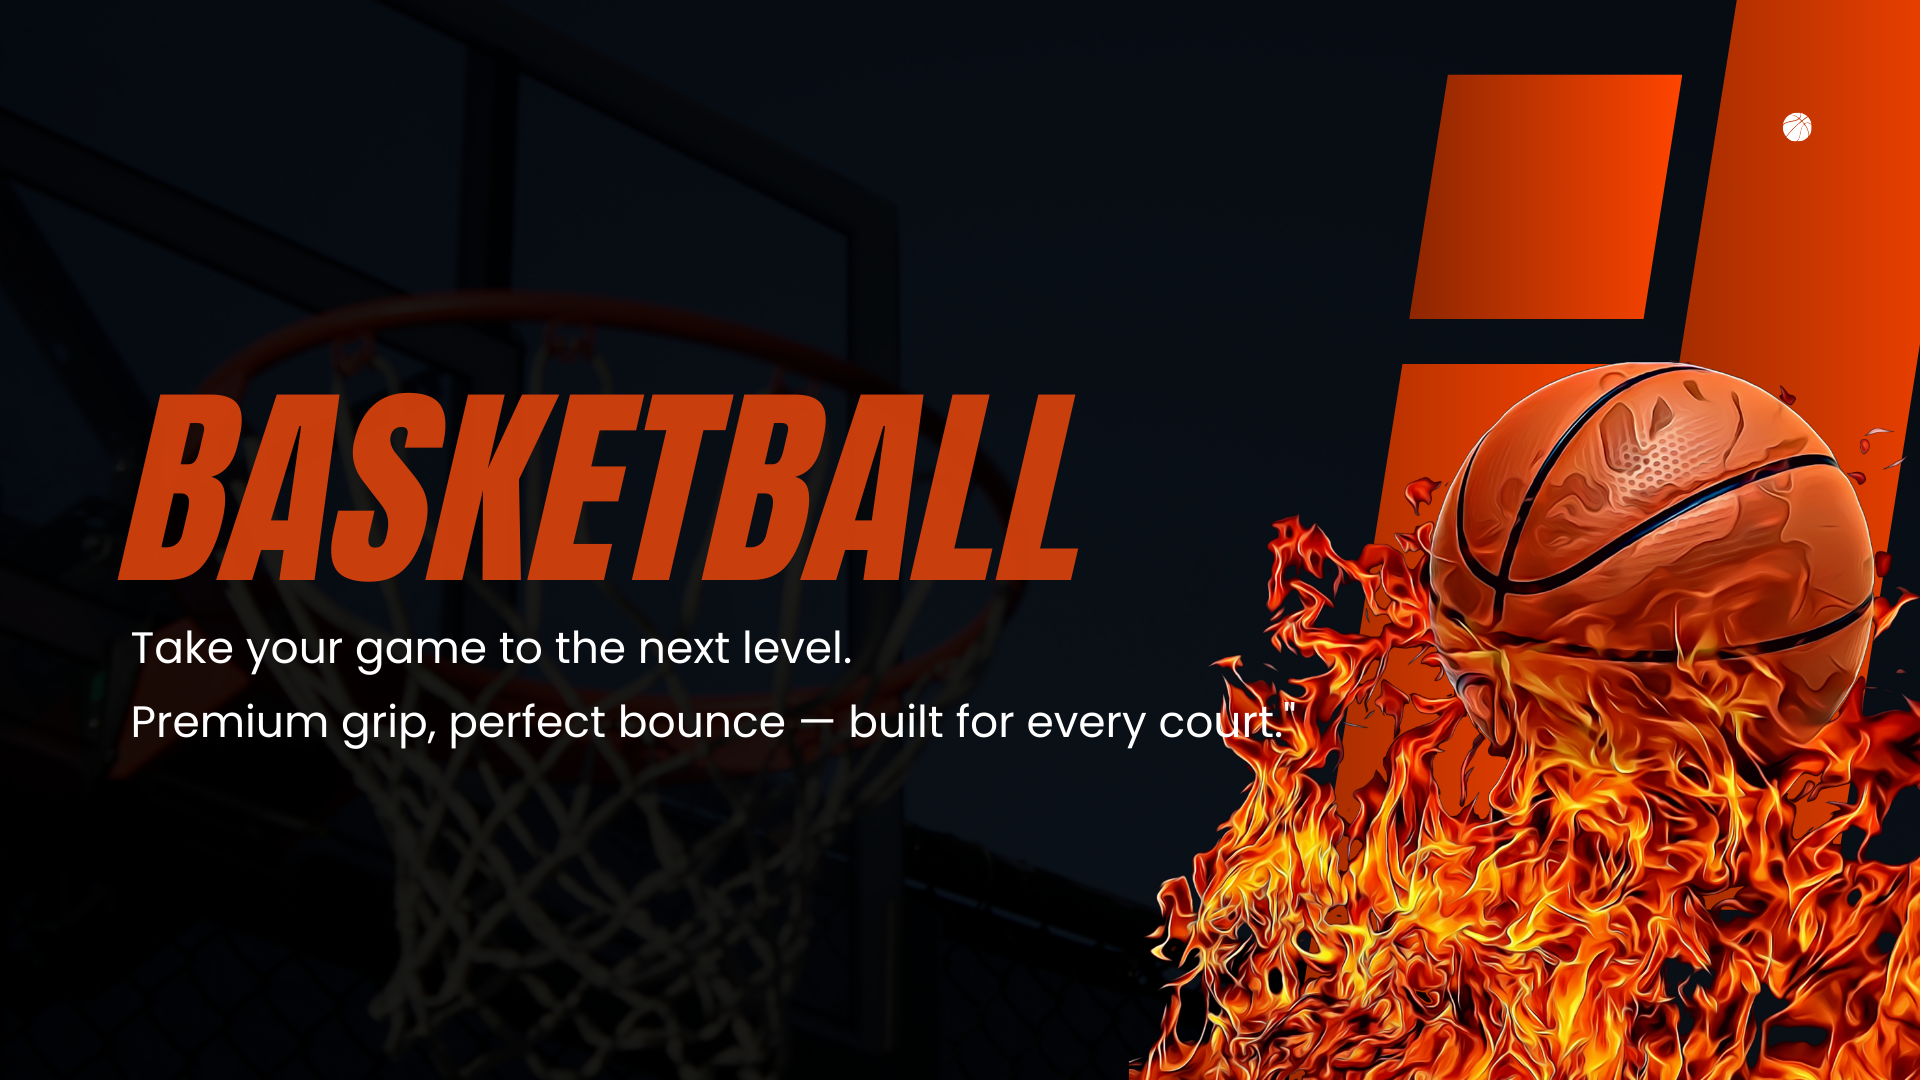 BASKETBALL
Take your game to the next level.
Premium grip, perfect bounce — built for every court."